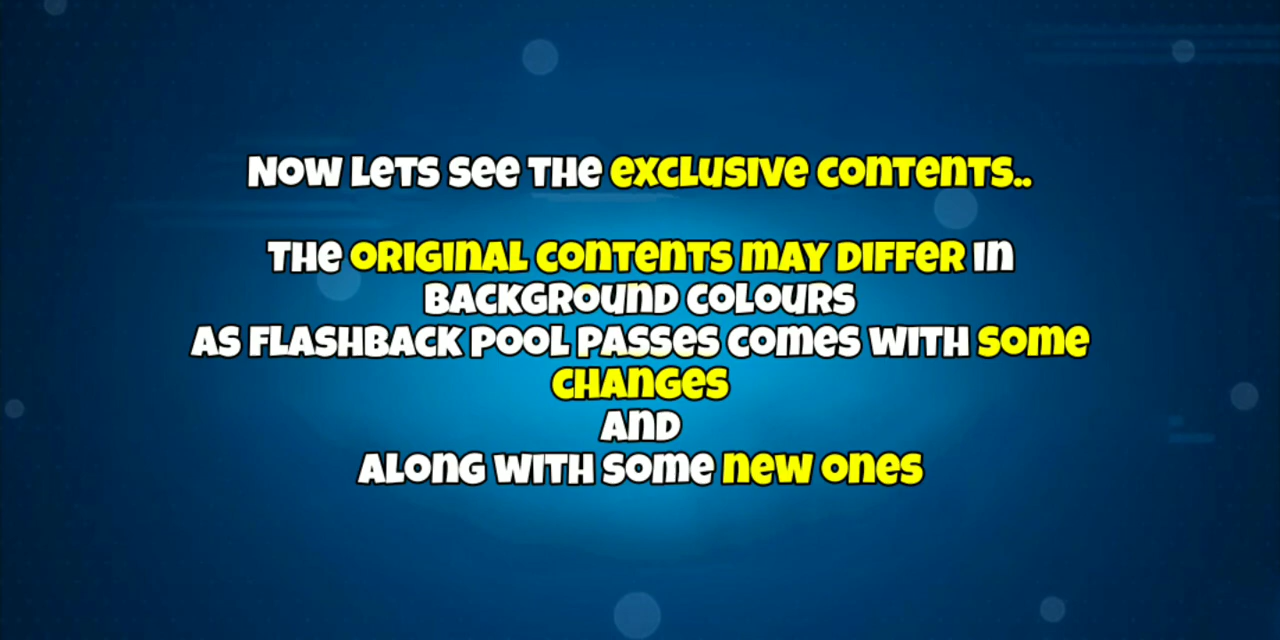 Now Lets see the exclusive contents..
The original contents may differ in
background colours
as flashback pool passes comes with some
changes
and
along with some new ones